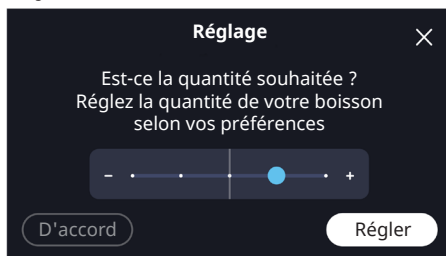 Réglage
Est-ce la quantité souhaitée ?
Réglez la quantité de votre boisson
selon vos préférences
- +
D'accord Régler